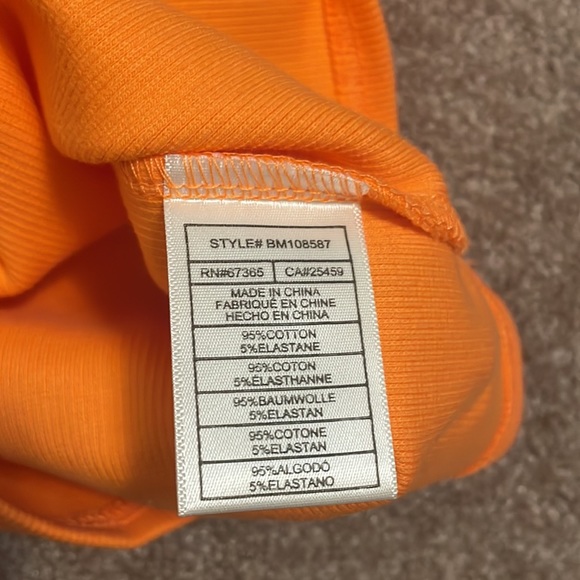 STYLE# BM108587
RN#67365 CA#25459
MADE IN CHINA
FABRIQUÉ EN CHINE
HECHO EN CHINA
95%COTTON
5%ELASTANE
95%COTON
5%ÉLASTHANNE
95%BAUMWOLLE
5%ELASTAN
95%COTONE
5%ELASTAN
95%ALGODÓ
5%ELASTANO